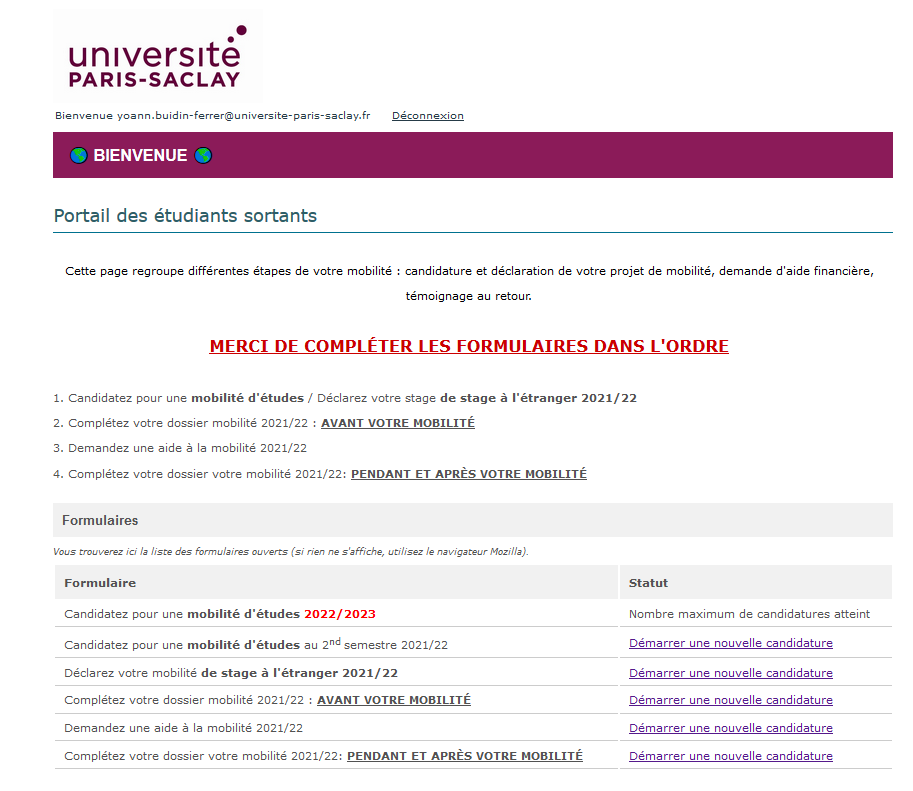 université
PARIS-SACLAY
Bienvenue yoann.buidin-ferrer@universite-paris-saclay.fr Déconnexion
BIENVENUE
Portail des étudiants sortants
Cette page regroupe différentes étapes de votre mobilité : candidature et déclaration de votre projet de mobilité, demande d'aide financière,
témoignage au retour.
MERCI DE COMPLÉTER LES FORMULAIRES DANS L'ORDRE
1. Candidatez pour une mobilité d'études / Déclarez votre stage de stage à l'étranger 2021/22
2. Complétez votre dossier mobilité 2021/22 : AVANT VOTRE MOBILITÉ
3. Demandez une aide à la mobilité 2021/22
4. Complétez votre dossier votre mobilité 2021/22: PENDANT ET APRÈS VOTRE MOBILITÉ
Formulaires
Vous trouverez ici la liste des formulaires ouverts (si rien ne s'affiche, utilisez le navigateur Mozilla).
Formulaire Statut
Candidatez pour une mobilité d'études 2022/2023 Nombre maximum de candidatures atteint
Candidatez pour une mobilité d'études au 2nd semestre 2021/22 Démarrer une nouvelle candidature
Déclarez votre mobilité de stage à l'étranger 2021/22 Démarrer une nouvelle candidature
Complétez votre dossier mobilité 2021/22 : AVANT VOTRE MOBILITÉ Démarrer une nouvelle candidature
Demandez une aide à la mobilité 2021/22 Démarrer une nouvelle candidature
Complétez votre dossier votre mobilité 2021/22: PENDANT ET APRÈS VOTRE MOBILITÉ Démarrer une nouvelle candidature